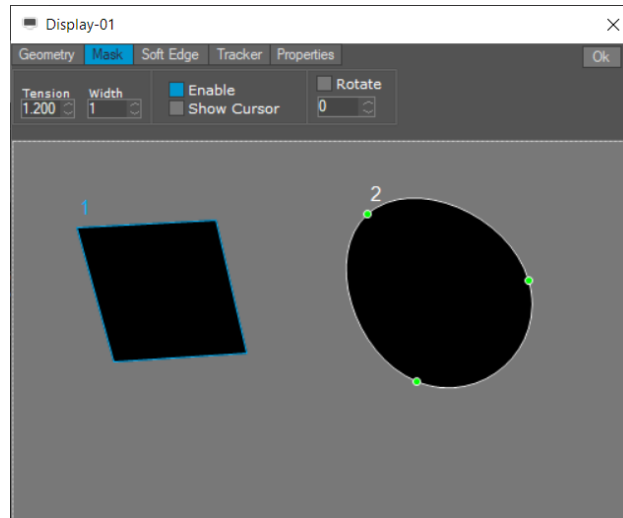 Display-01
Geometry Mask Soft Edge Tracker Properties Ok
Tension Width Enable Rotate
1.200 1 Show Cursor 0
1 2